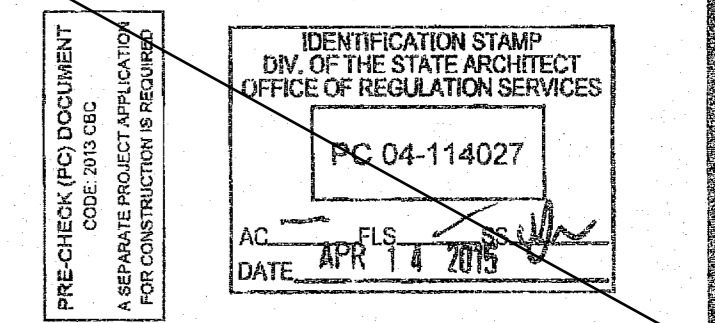 PRE-CHECK (PC) DOCUMENT
CODE: 2013 CBC
A SEPARATE PROJECT APPLICATION
FOR CONSTRUCTION IS REQUIRED
IDENTIFICATION STAMP
DIV. OF THE STATE ARCHITECT
OFFICE OF REGULATION SERVICES
PC 04-114027
AC FLS SS
DATE APR 14 2015